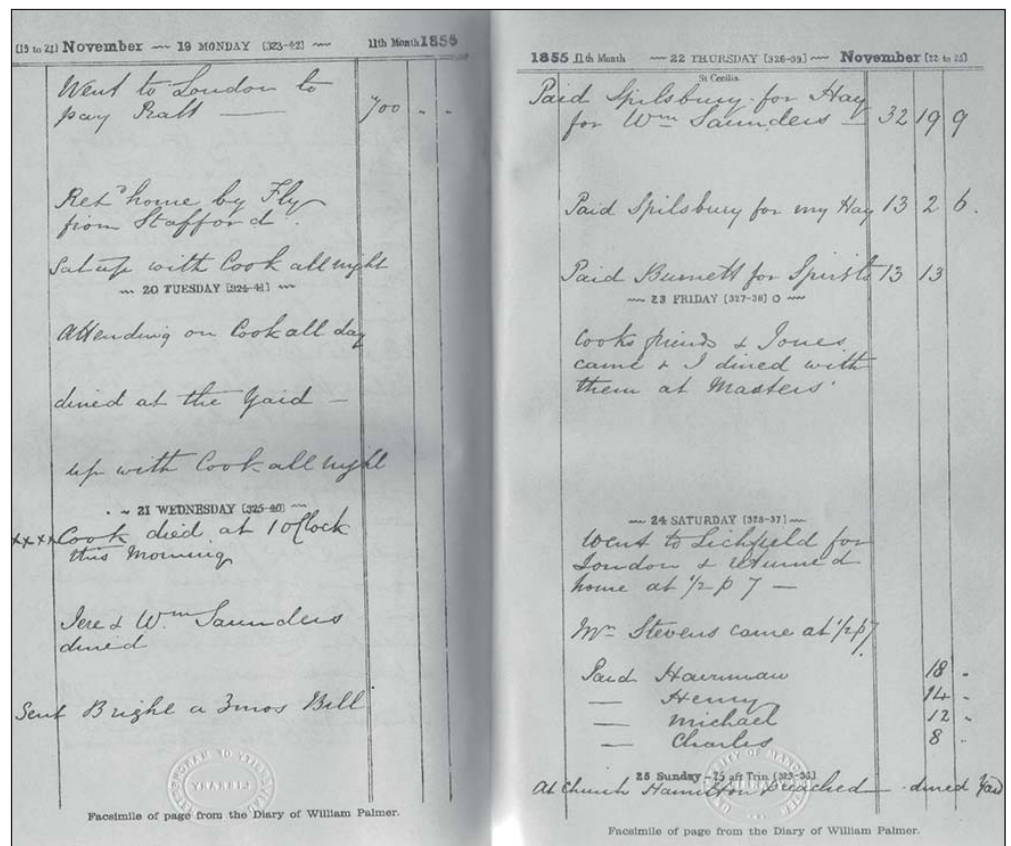 [19 to 21] November ~ 19 MONDAY [323-42] ~ 11th Month 1855
Went to London to
pay Pratt — 700 . .
Retd home by Fly
from Stafford.
Sat up with Cook all night
~ 20 TUESDAY [324-41] ~
Attending on Cook all day
dined at the Yard —
up with Cook all night
~ 21 WEDNESDAY [325-40] ~
xxxx Cook died at 1 oClock
this Morning
Jere & Wm Saunders
dined
Sent Bright a 3mos Bill
Facsimile of page from the Diary of William Palmer.
1855 11th Month ~ 22 THURSDAY [326-39] ~ November [22 to 25]
St Cecilia
Paid Spilsbury for Hay
for Wm Saunders — 32 19 9
Paid Spilsbury for my Hay 13 2 6.
Paid Burnett for Spirits 13 13
~ 23 FRIDAY [327-38] O ~
Cooks friends & Jones
came & I dined with
them at Masters'
~ 24 SATURDAY [328-37] ~
Went to Lichfield for
London & returned
home at 1/2 p 7 —
Mr Stevens came at 1/2 p 7
Paid 18 .
— Henry 14 .
— Michael 12 .
— Charles 8 .
25 Sunday - 25 aft Trin. [329-36]
At Church Hamilton Preached - dined Yard
Facsimile of page from the Diary of William Palmer.